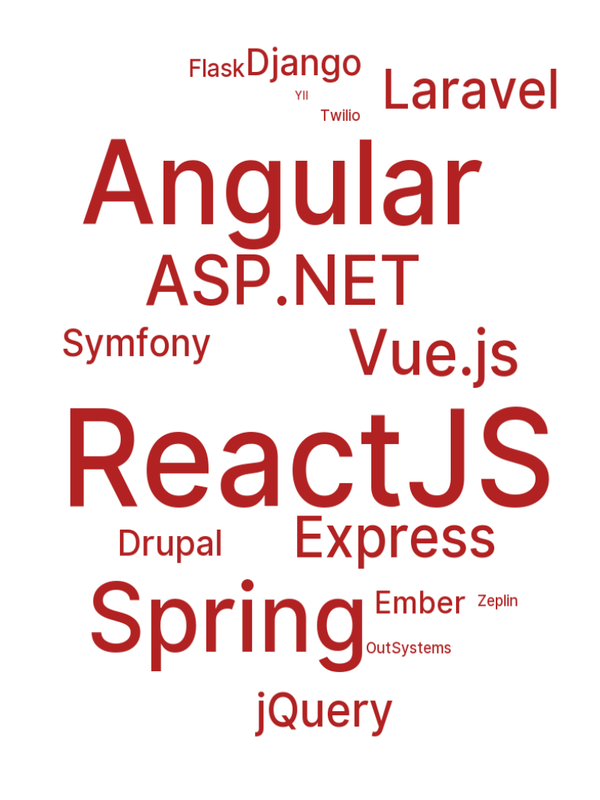 Flask Django
Laravel
YII
Twilio
Angular
ASP.NET
Symfony
Vue.js
ReactJS
Drupal
Express
Spring
Ember
Zeplin
OutSystems
jQuery